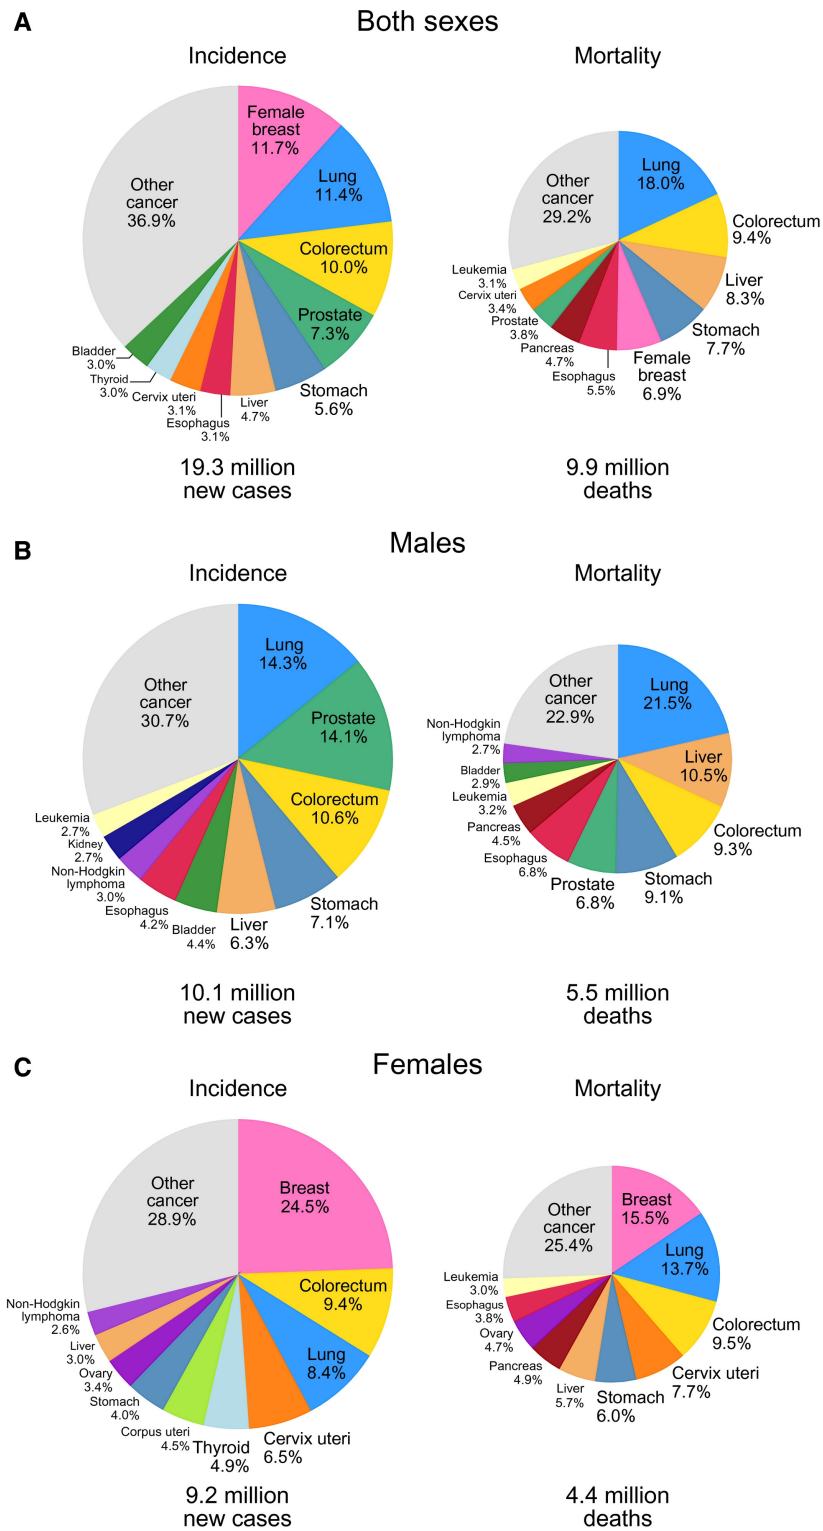 A
Both sexes
Incidence
Female
breast
11.7%
Lung
11.4%
Colorectum
10.0%
Prostate
7.3%
Stomach
5.6%
Liver
4.7%
Esophagus
3.1%
Cervix uteri
3.1%
Thyroid
3.0%
Bladder
3.0%
Other
cancer
36.9%
19.3 million
new cases
Mortality
Lung
18.0%
Colorectum
9.4%
Liver
8.3%
Stomach
7.7%
Female
breast
6.9%
Esophagus
5.5%
Pancreas
4.7%
Prostate
3.8%
Cervix uteri
3.4%
Leukemia
3.1%
Other
cancer
29.2%
9.9 million
deaths
B
Males
Incidence
Lung
14.3%
Prostate
14.1%
Colorectum
10.6%
Stomach
7.1%
Liver
6.3%
Bladder
4.4%
Esophagus
4.2%
Non-Hodgkin
lymphoma
3.0%
Kidney
2.7%
Leukemia
2.7%
Other
cancer
30.7%
10.1 million
new cases
Mortality
Lung
21.5%
Liver
10.5%
Colorectum
9.3%
Stomach
9.1%
Prostate
6.8%
Esophagus
6.8%
Pancreas
4.5%
Leukemia
3.2%
Bladder
2.9%
Non-Hodgkin
lymphoma
2.7%
Other
cancer
22.9%
5.5 million
deaths
C
Females
Incidence
Breast
24.5%
Colorectum
9.4%
Lung
8.4%
Cervix uteri
6.5%
Thyroid
4.9%
Corpus uteri
4.5%
Stomach
4.0%
Ovary
3.4%
Liver
3.0%
Non-Hodgkin
lymphoma
2.6%
Other
cancer
28.9%
9.2 million
new cases
Mortality
Breast
15.5%
Lung
13.7%
Colorectum
9.5%
Cervix uteri
7.7%
Stomach
6.0%
Liver
5.7%
Pancreas
4.9%
Ovary
4.7%
Esophagus
3.8%
Leukemia
3.0%
Other
cancer
25.4%
4.4 million
deaths